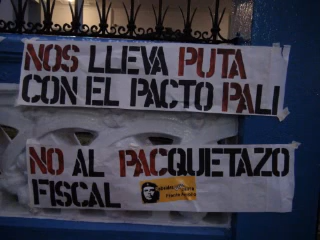 NOS LLEVA PUTA
CON EL PACTO PALI
NO AL PACQUETAZO
FISCAL